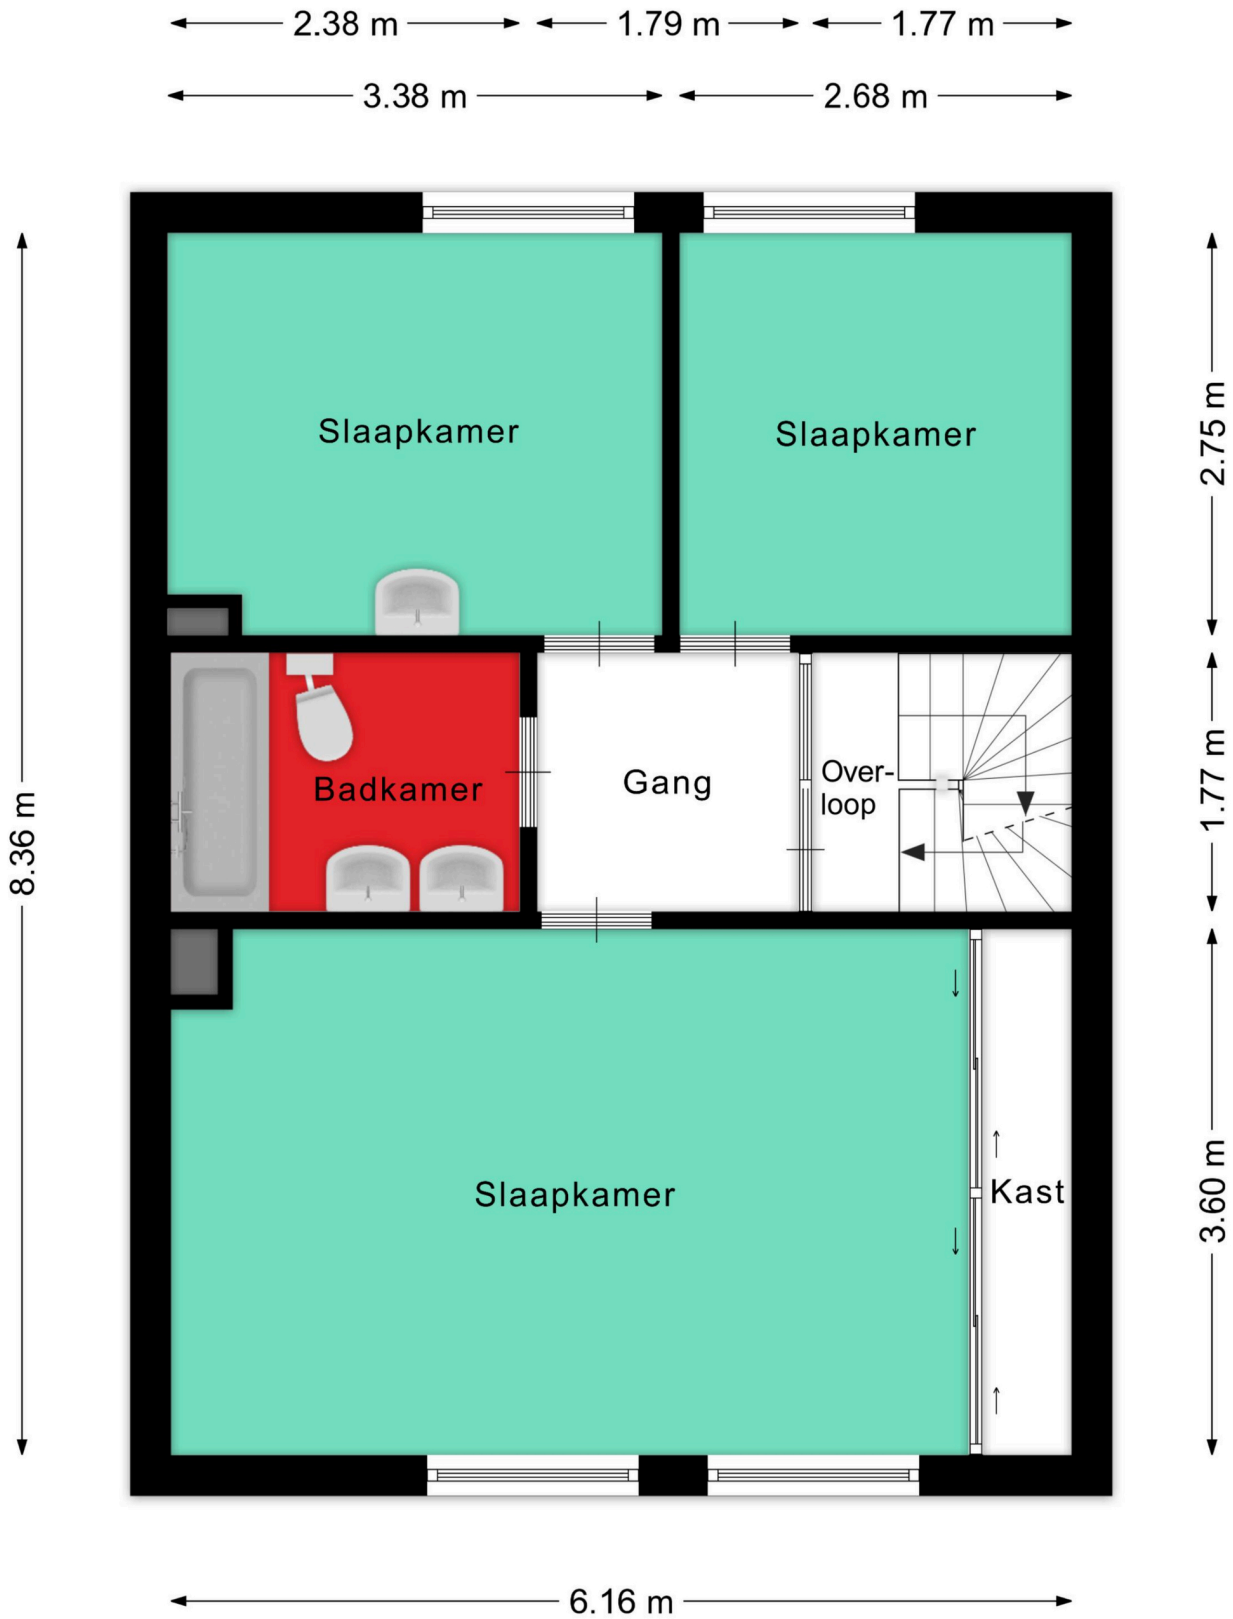 2.38 m 1.79 m 1.77 m
3.38 m 2.68 m
Slaapkamer
Slaapkamer
2.75 m
Badkamer
Gang
Over-
loop
1.77 m
8.36 m
Slaapkamer
Kast
3.60 m
6.16 m